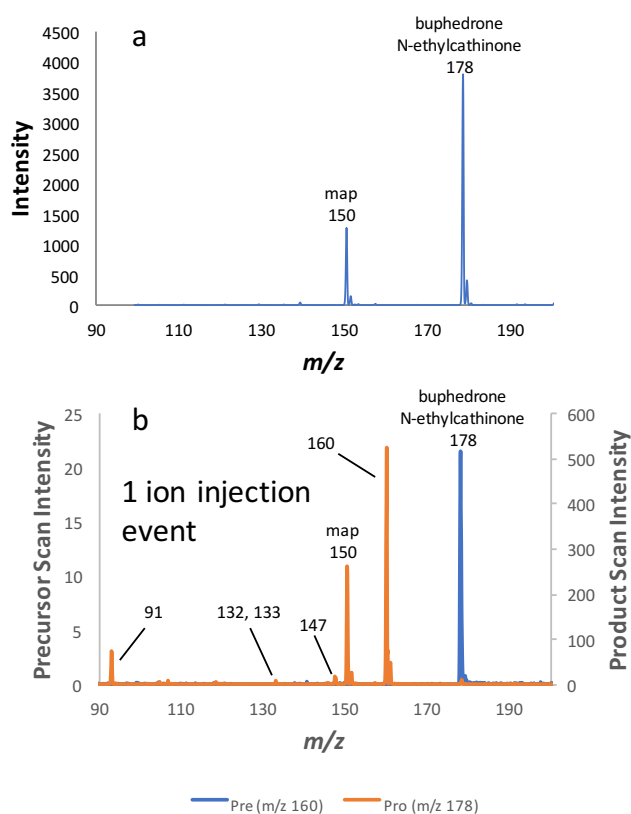 a
buphedrone
N-ethylcathinone
178
map
150
Intensity
4500
4000
3500
3000
2500
2000
1500
1000
500
0
90
110
130
150
170
190
m/z
b
buphedrone
N-ethylcathinone
178
160
1 ion injection
event
map
150
91
132, 133
147
Precursor Scan Intensity
25
20
15
10
5
0
Product Scan Intensity
600
500
400
300
200
100
0
90
110
130
150
170
190
m/z
Pre (m/z 160)
Pro (m/z 178)